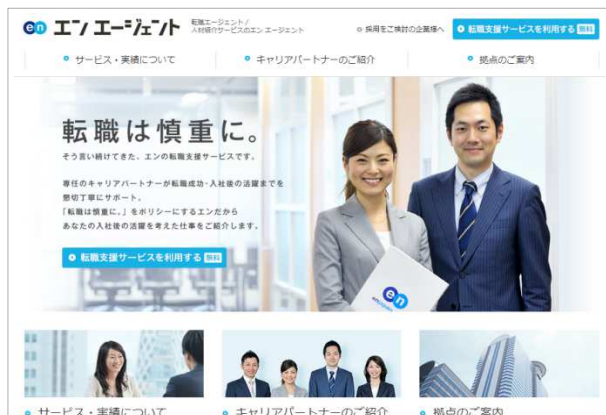 en エン エージェント
転職エージェント/
人材紹介サービスのエン エージェント
採用をご検討の企業様へ
転職支援サービスを利用する 無料
サービス・実績について
キャリアパートナーのご紹介
拠点のご案内
転職は慎重に。
そう言い続けてきた、エンの転職支援サービスです。
専任のキャリアパートナーが転職成功・入社後の活躍までを
懇切丁寧にサポート。
「転職は慎重に。」をポリシーにするエンだから
あなたの入社後の活躍を考えた仕事をご紹介します。
転職支援サービスを利用する 無料
en
サービス・実績について
キャリアパートナーのご紹介
拠点のご案内